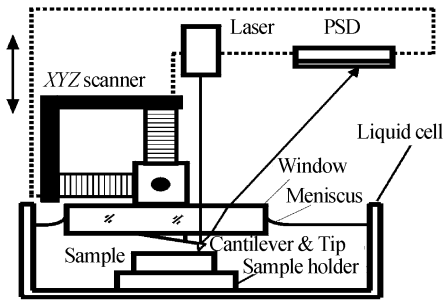 Laser PSD
XYZ scanner
Liquid cell
Window
Meniscus
Cantilever & Tip
Sample
Sample holder